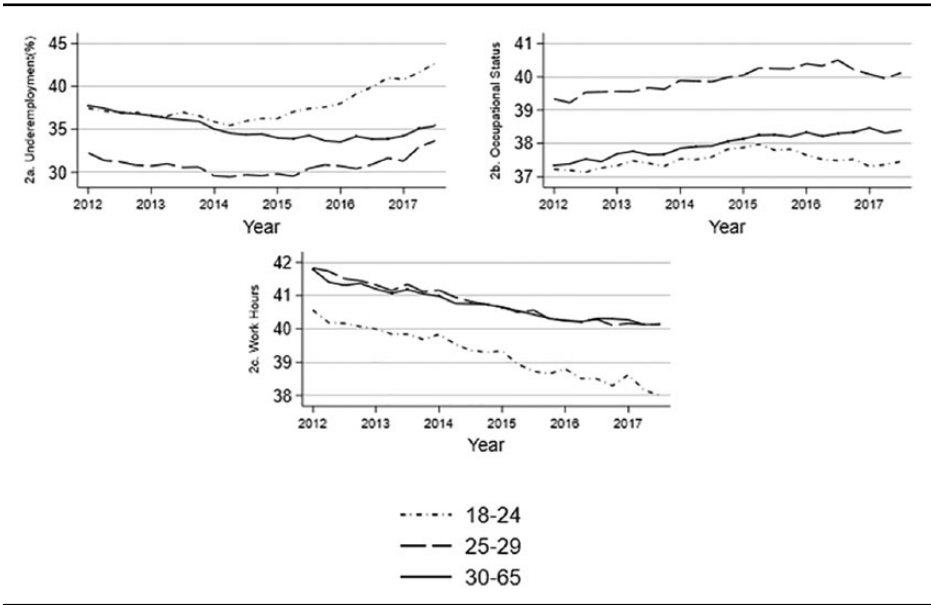 2a. Underemployment(%)
45
40
35
30
2012 2013 2014 2015 2016 2017
Year
2b. Occupational Status
41
40
39
38
37
2012 2013 2014 2015 2016 2017
Year
2c. Work Hours
42
41
40
39
38
2012 2013 2014 2015 2016 2017
Year
18-24
25-29
30-65